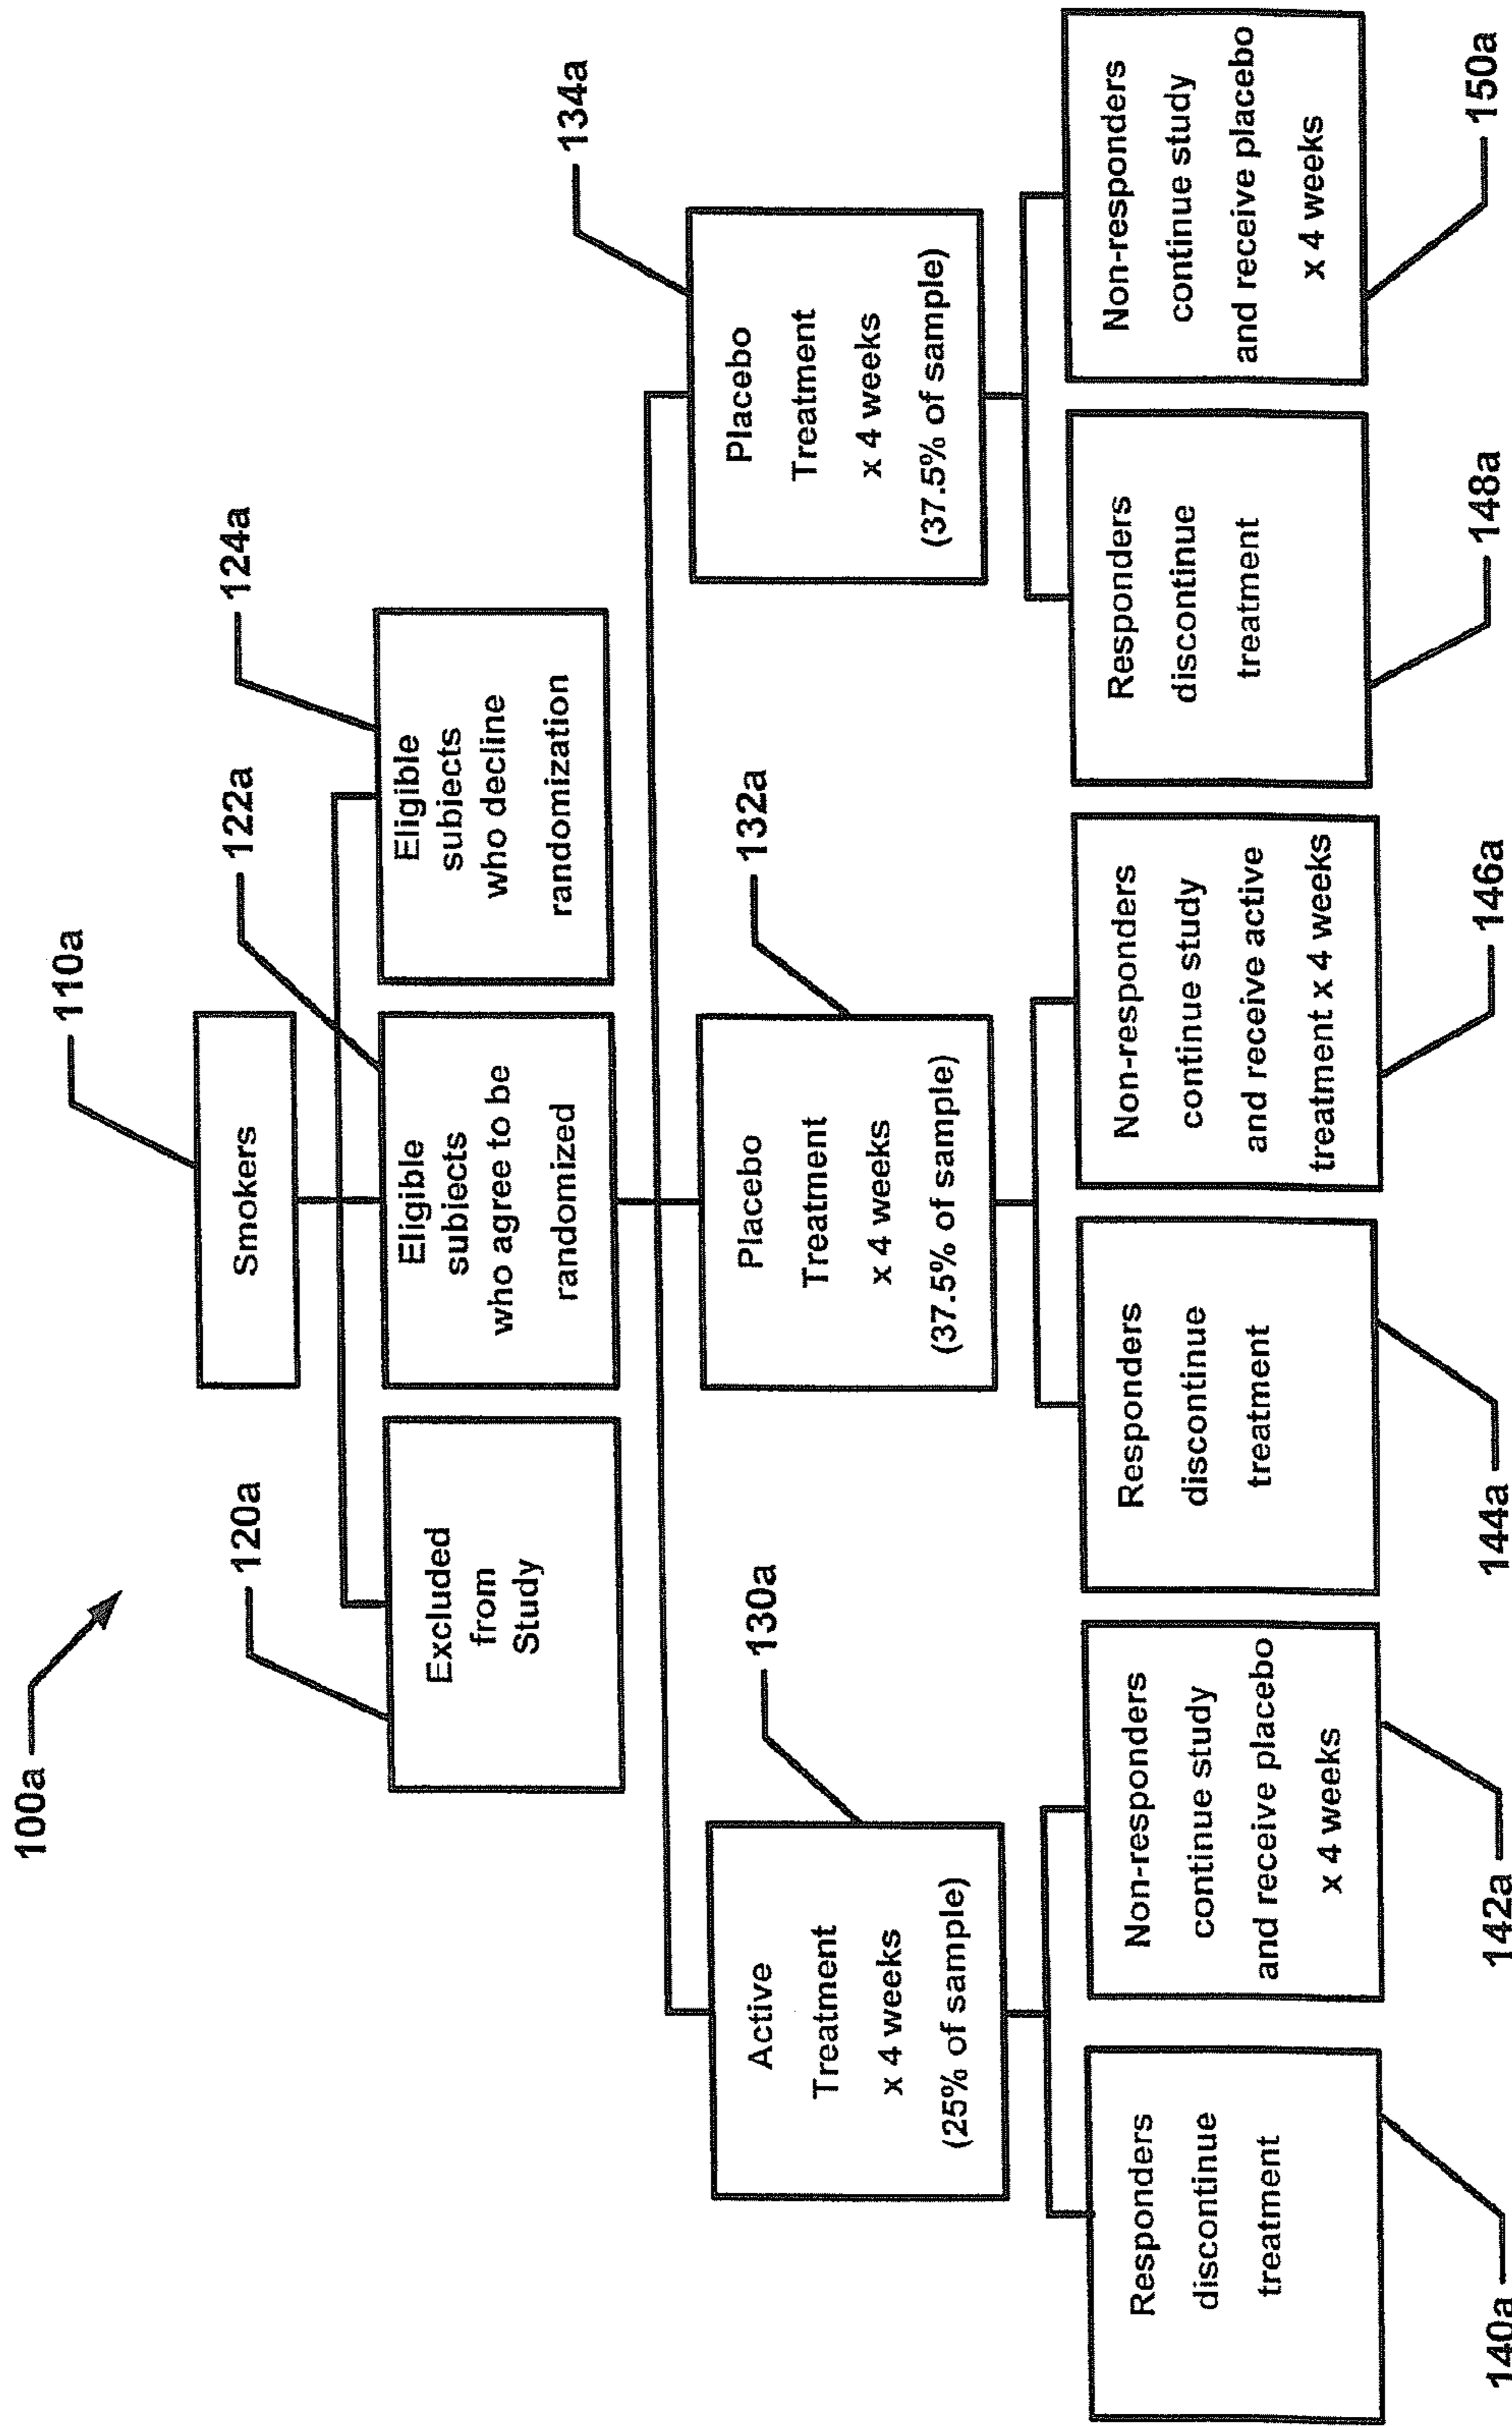 100a
110a
Smokers
120a
122a
124a
Excluded
from
Study
Eligible
subjects
who agree to be
randomized
Eligible
subjects
who decline
randomization
130a
132a
134a
Active
Treatment
x 4 weeks
(25% of sample)
Placebo
Treatment
x 4 weeks
(37.5% of sample)
Placebo
Treatment
x 4 weeks
(37.5% of sample)
Responders
discontinue
treatment
Non-responders
continue study
and receive placebo
x 4 weeks
Responders
discontinue
treatment
Non-responders
continue study
and receive active
treatment x 4 weeks
Responders
discontinue
treatment
Non-responders
continue study
and receive placebo
x 4 weeks
140a
142a
144a
146a
148a
150a